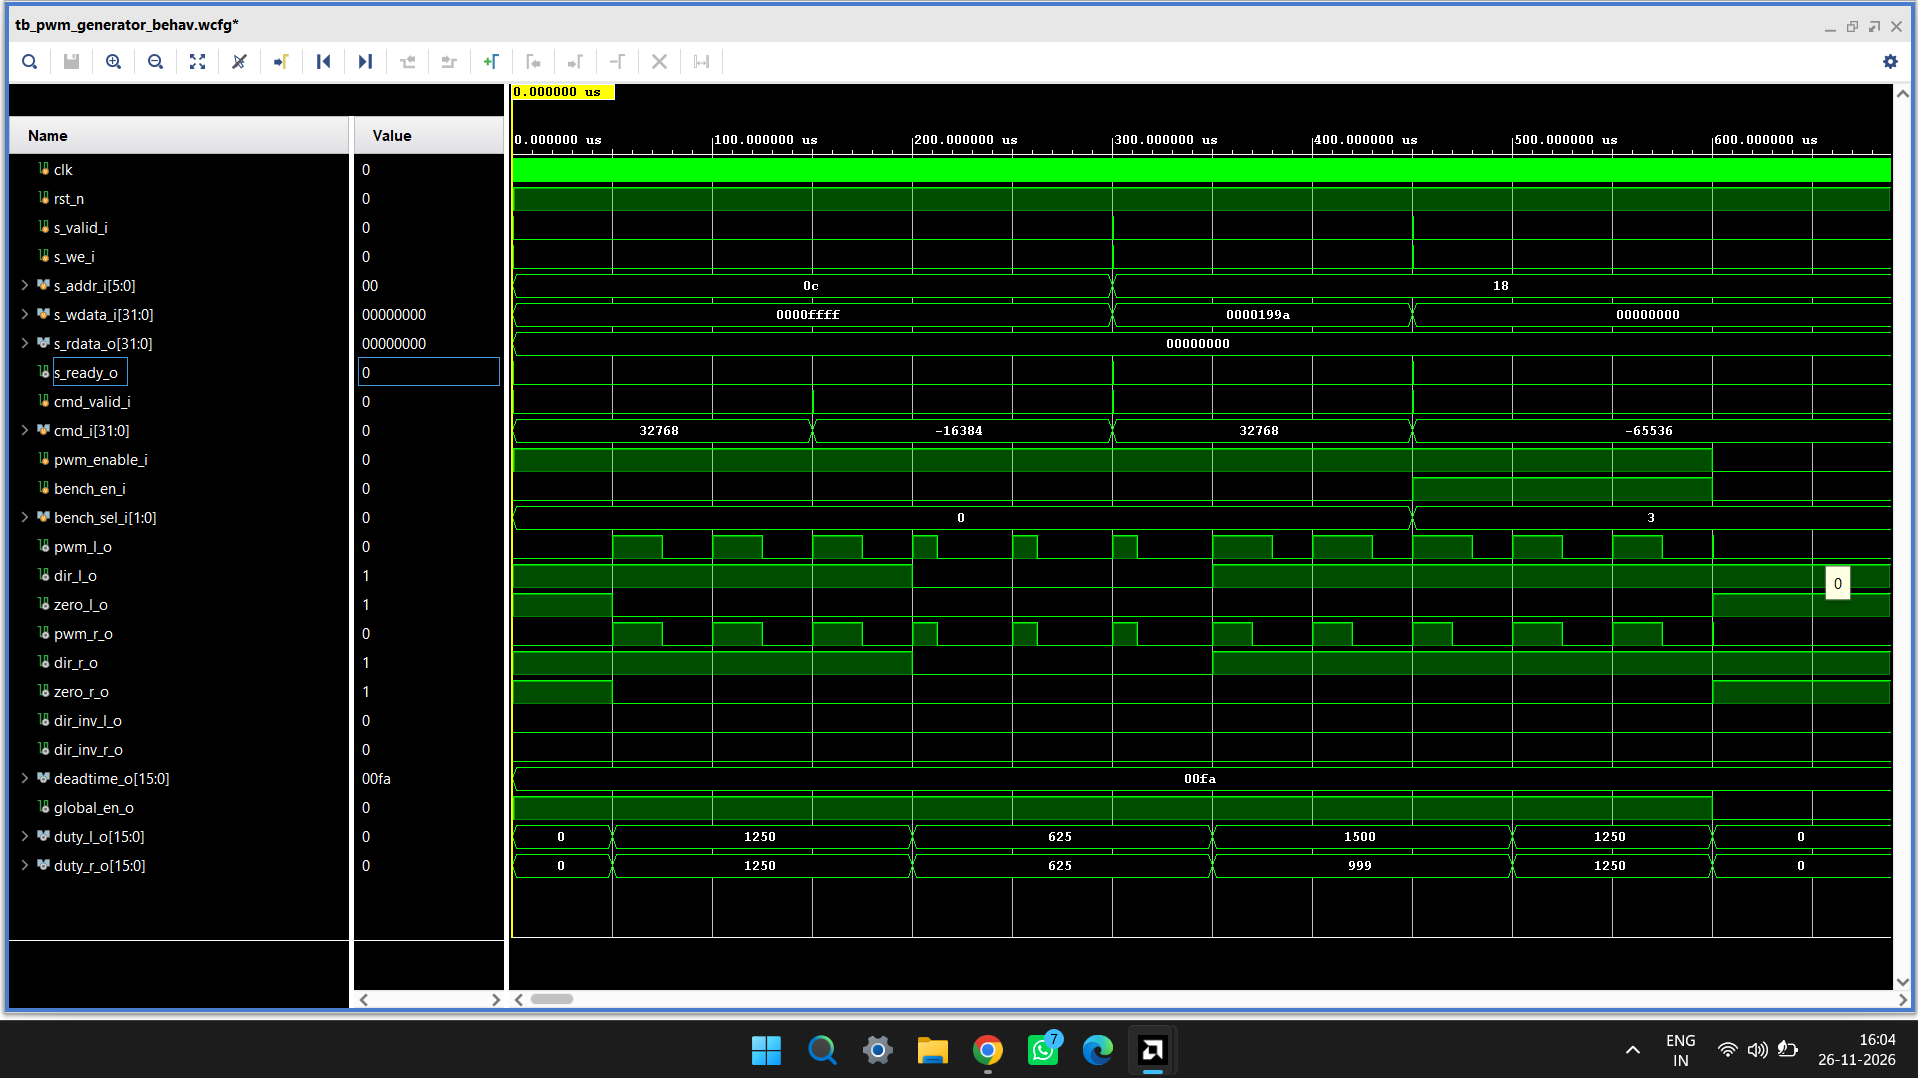 tb_pwm_generator_behav.wcfg*
0.000000 us
Name Value
0.000000 us 100.000000 us 200.000000 us 300.000000 us 400.000000 us 500.000000 us 600.000000 us
clk 0
rst_n 0
s_valid_i 0
s_we_i 0
s_addr_i[5:0] 00 0c 18
s_wdata_i[31:0] 00000000 0000ffff 0000199a 00000000
s_rdata_o[31:0] 00000000 00000000
s_ready_o 0
cmd_valid_i 0
cmd_i[31:0] 0 32768 -16384 32768 -65536
pwm_enable_i 0
bench_en_i 0
bench_sel_i[1:0] 0 0 3
pwm_l_o 0
dir_l_o 1 0
zero_l_o 1
pwm_r_o 0
dir_r_o 1
zero_r_o 1
dir_inv_l_o 0
dir_inv_r_o 0
deadtime_o[15:0] 00fa 00fa
global_en_o 0
duty_l_o[15:0] 0 0 1250 625 1500 1250 0
duty_r_o[15:0] 0 0 1250 625 999 1250 0
7
ENG 16:04
IN 26-11-2026